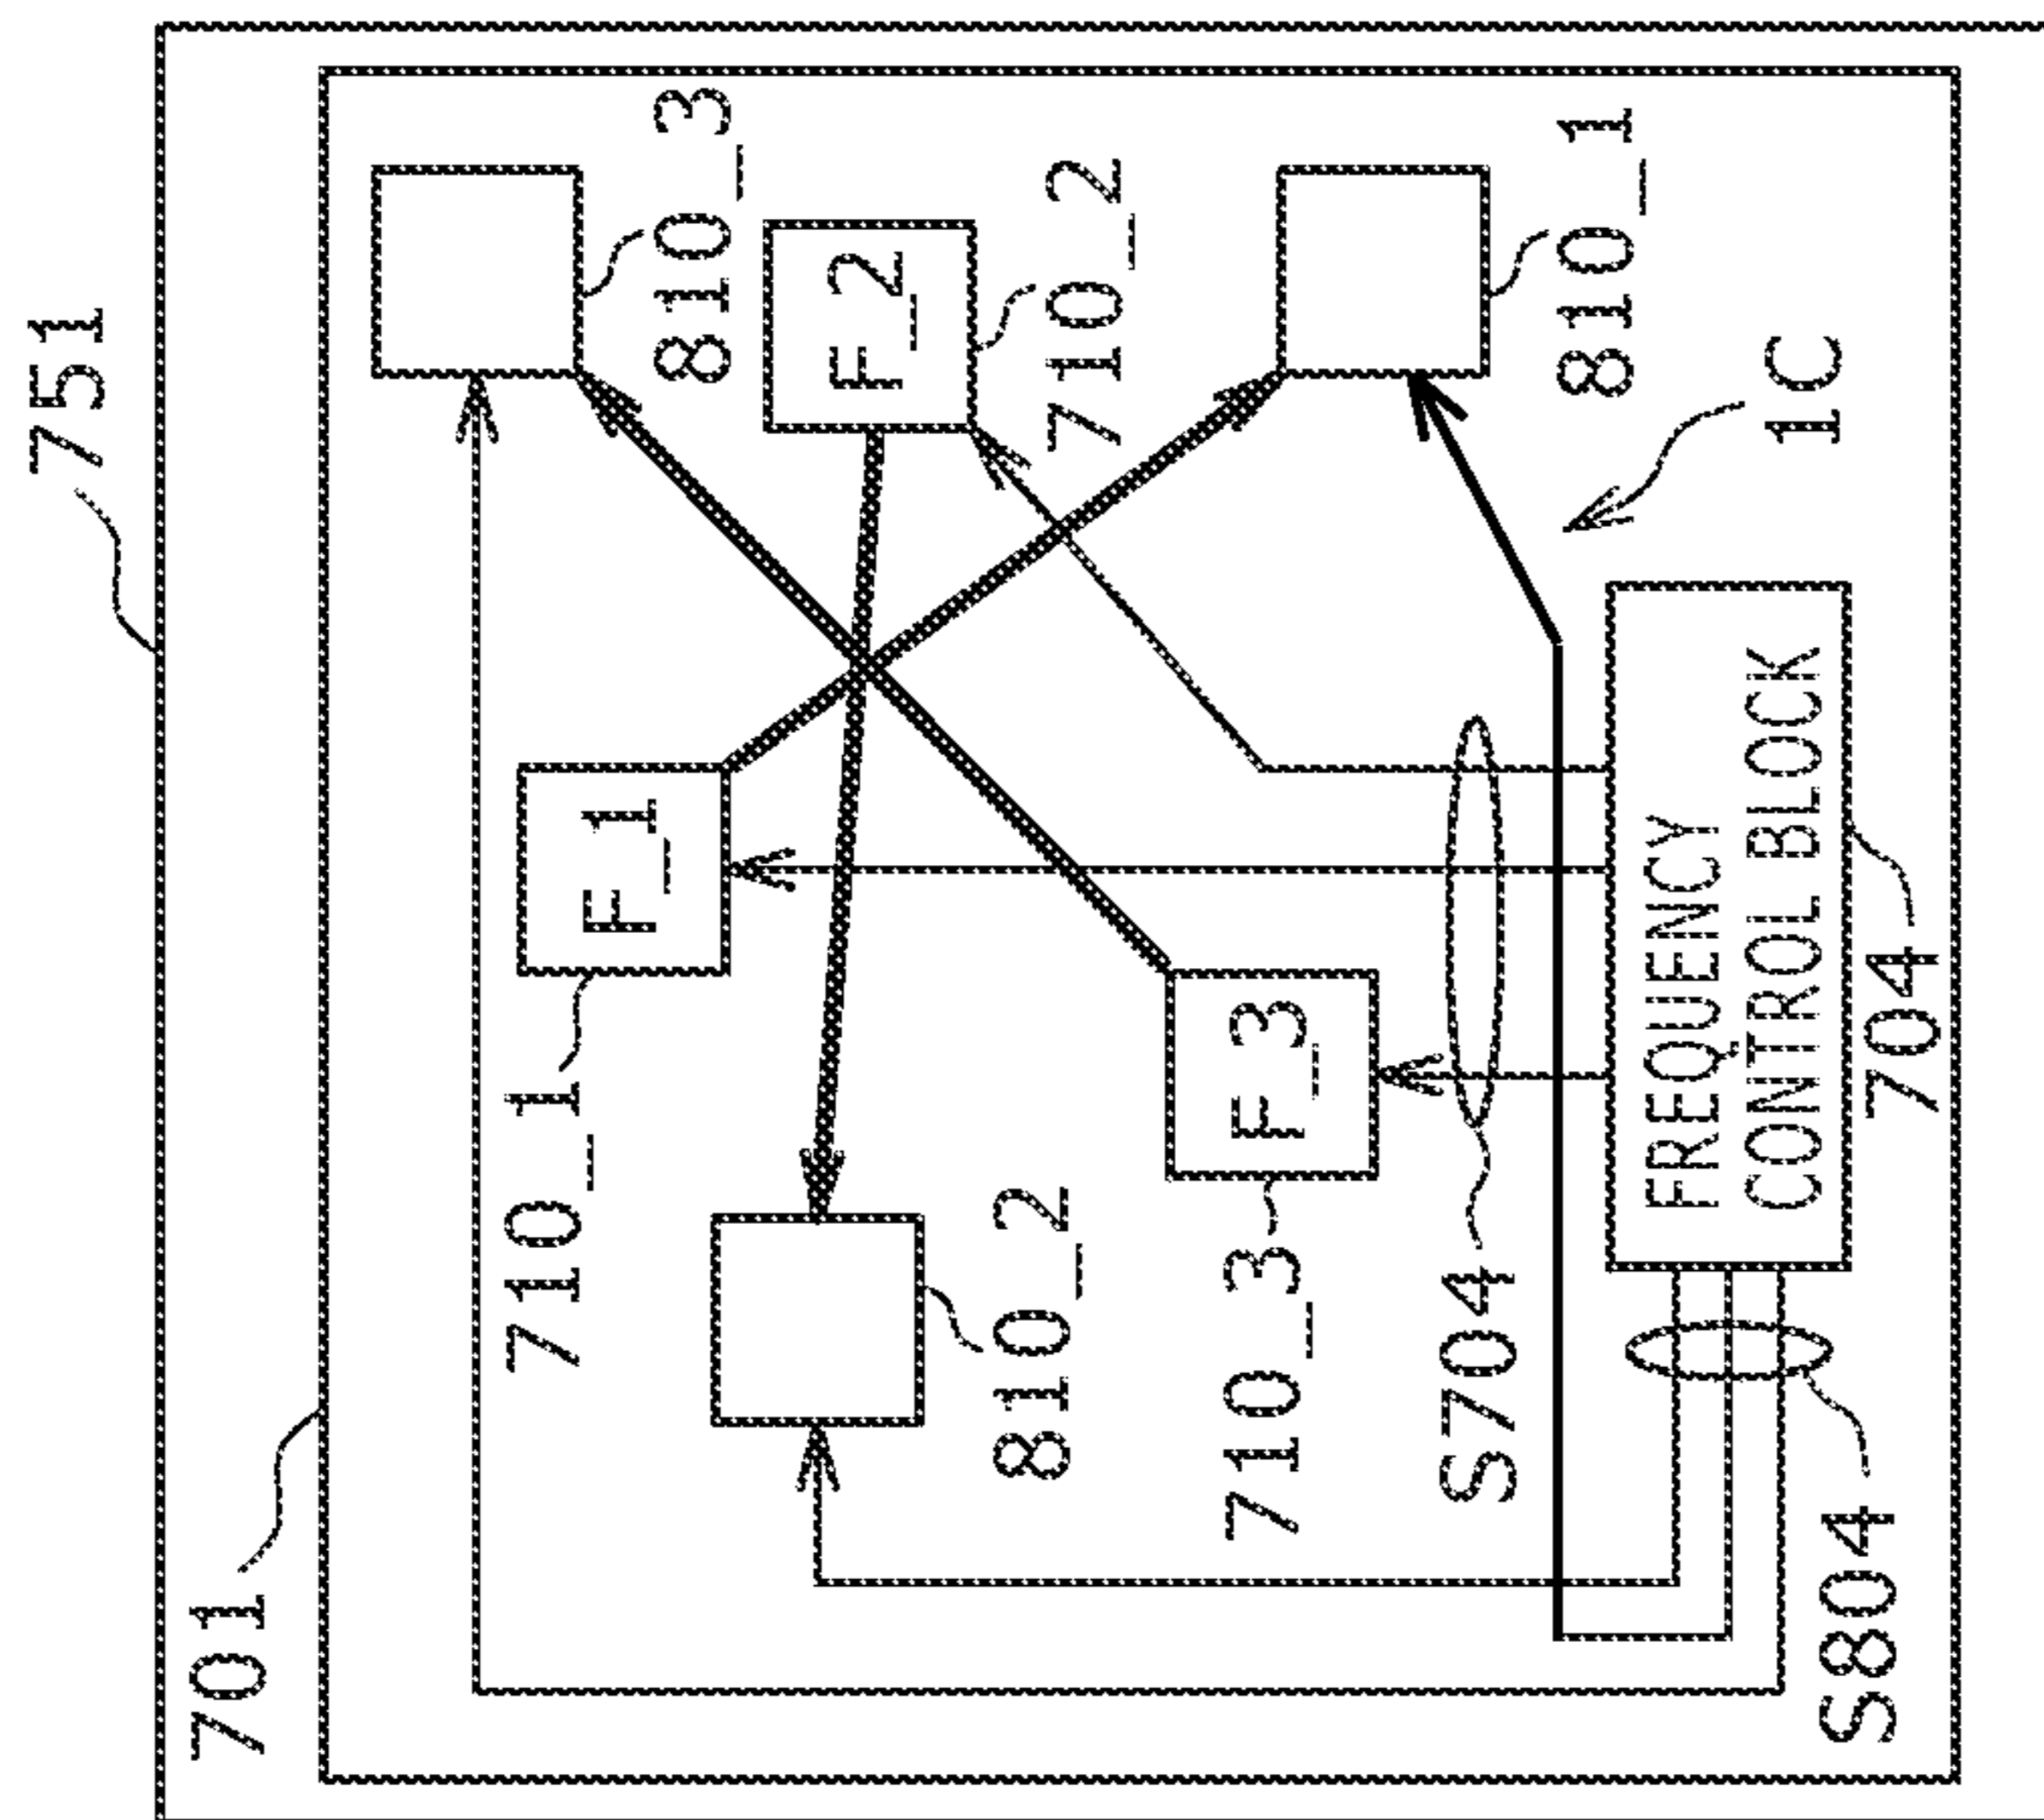 751
701
810_3
F_1
710_1
F_2
710_2
810_2
F_3
710_3
810_1
S704
1C
FREQUENCY
CONTROL BLOCK
704
S804